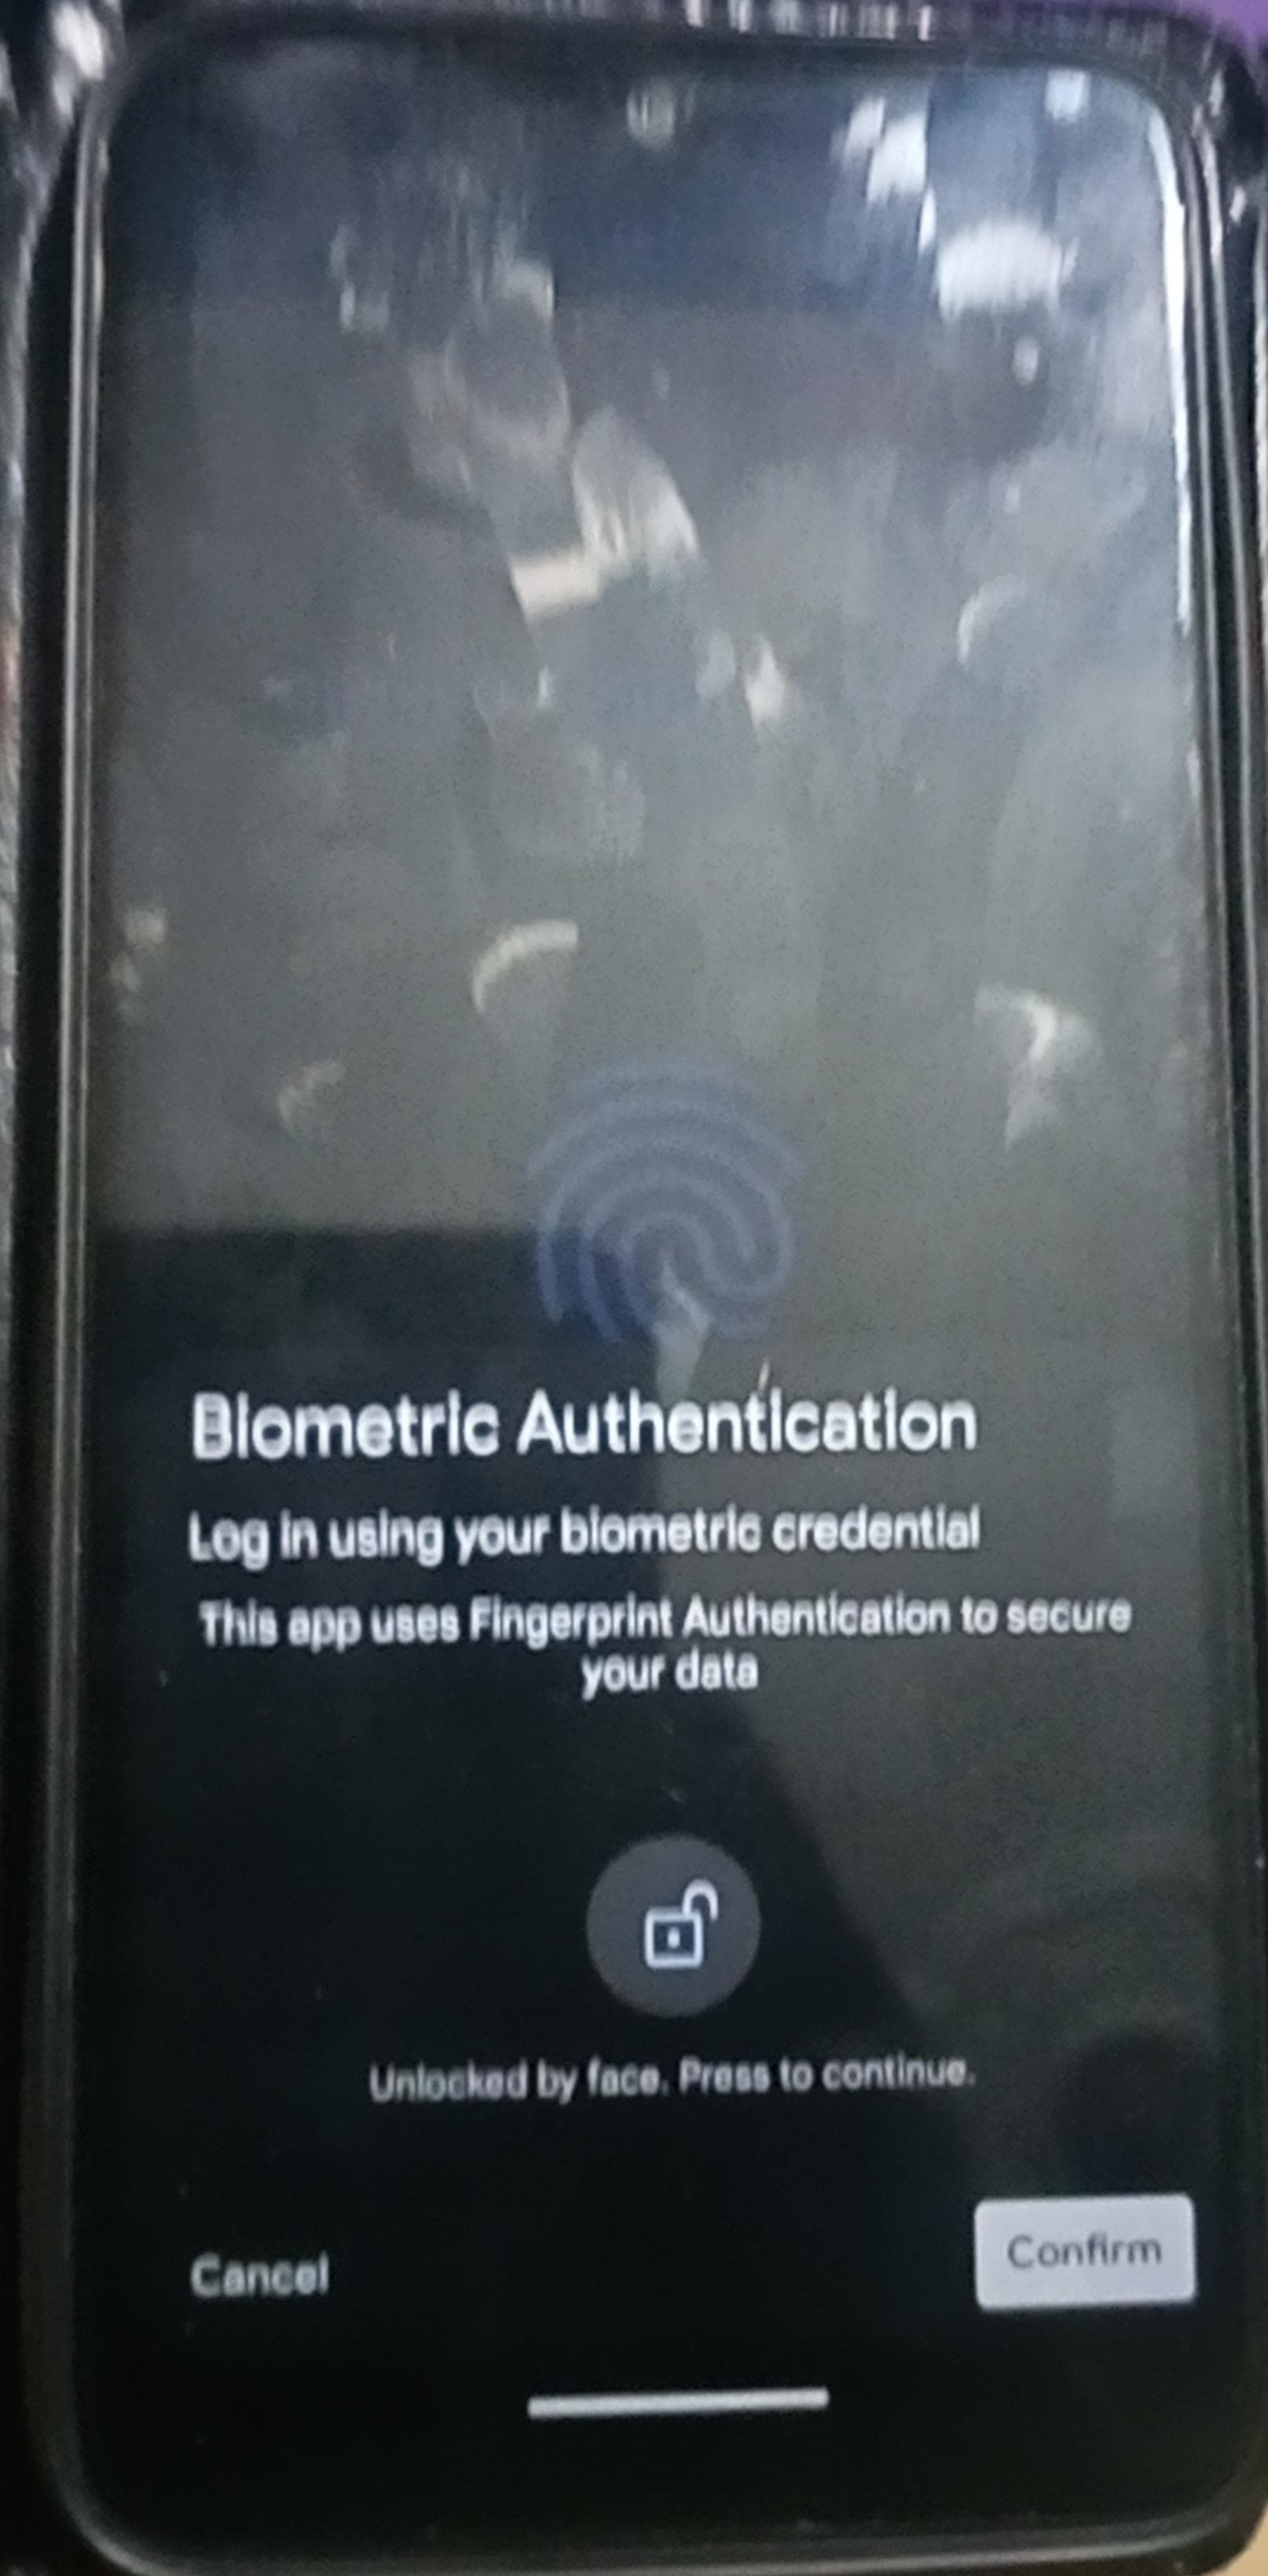 Biometric Authentication
Log in using your biometric credential
This app uses Fingerprint Authentication to secure
your data
Unlocked by face. Press to continue.
Cancel
Confirm